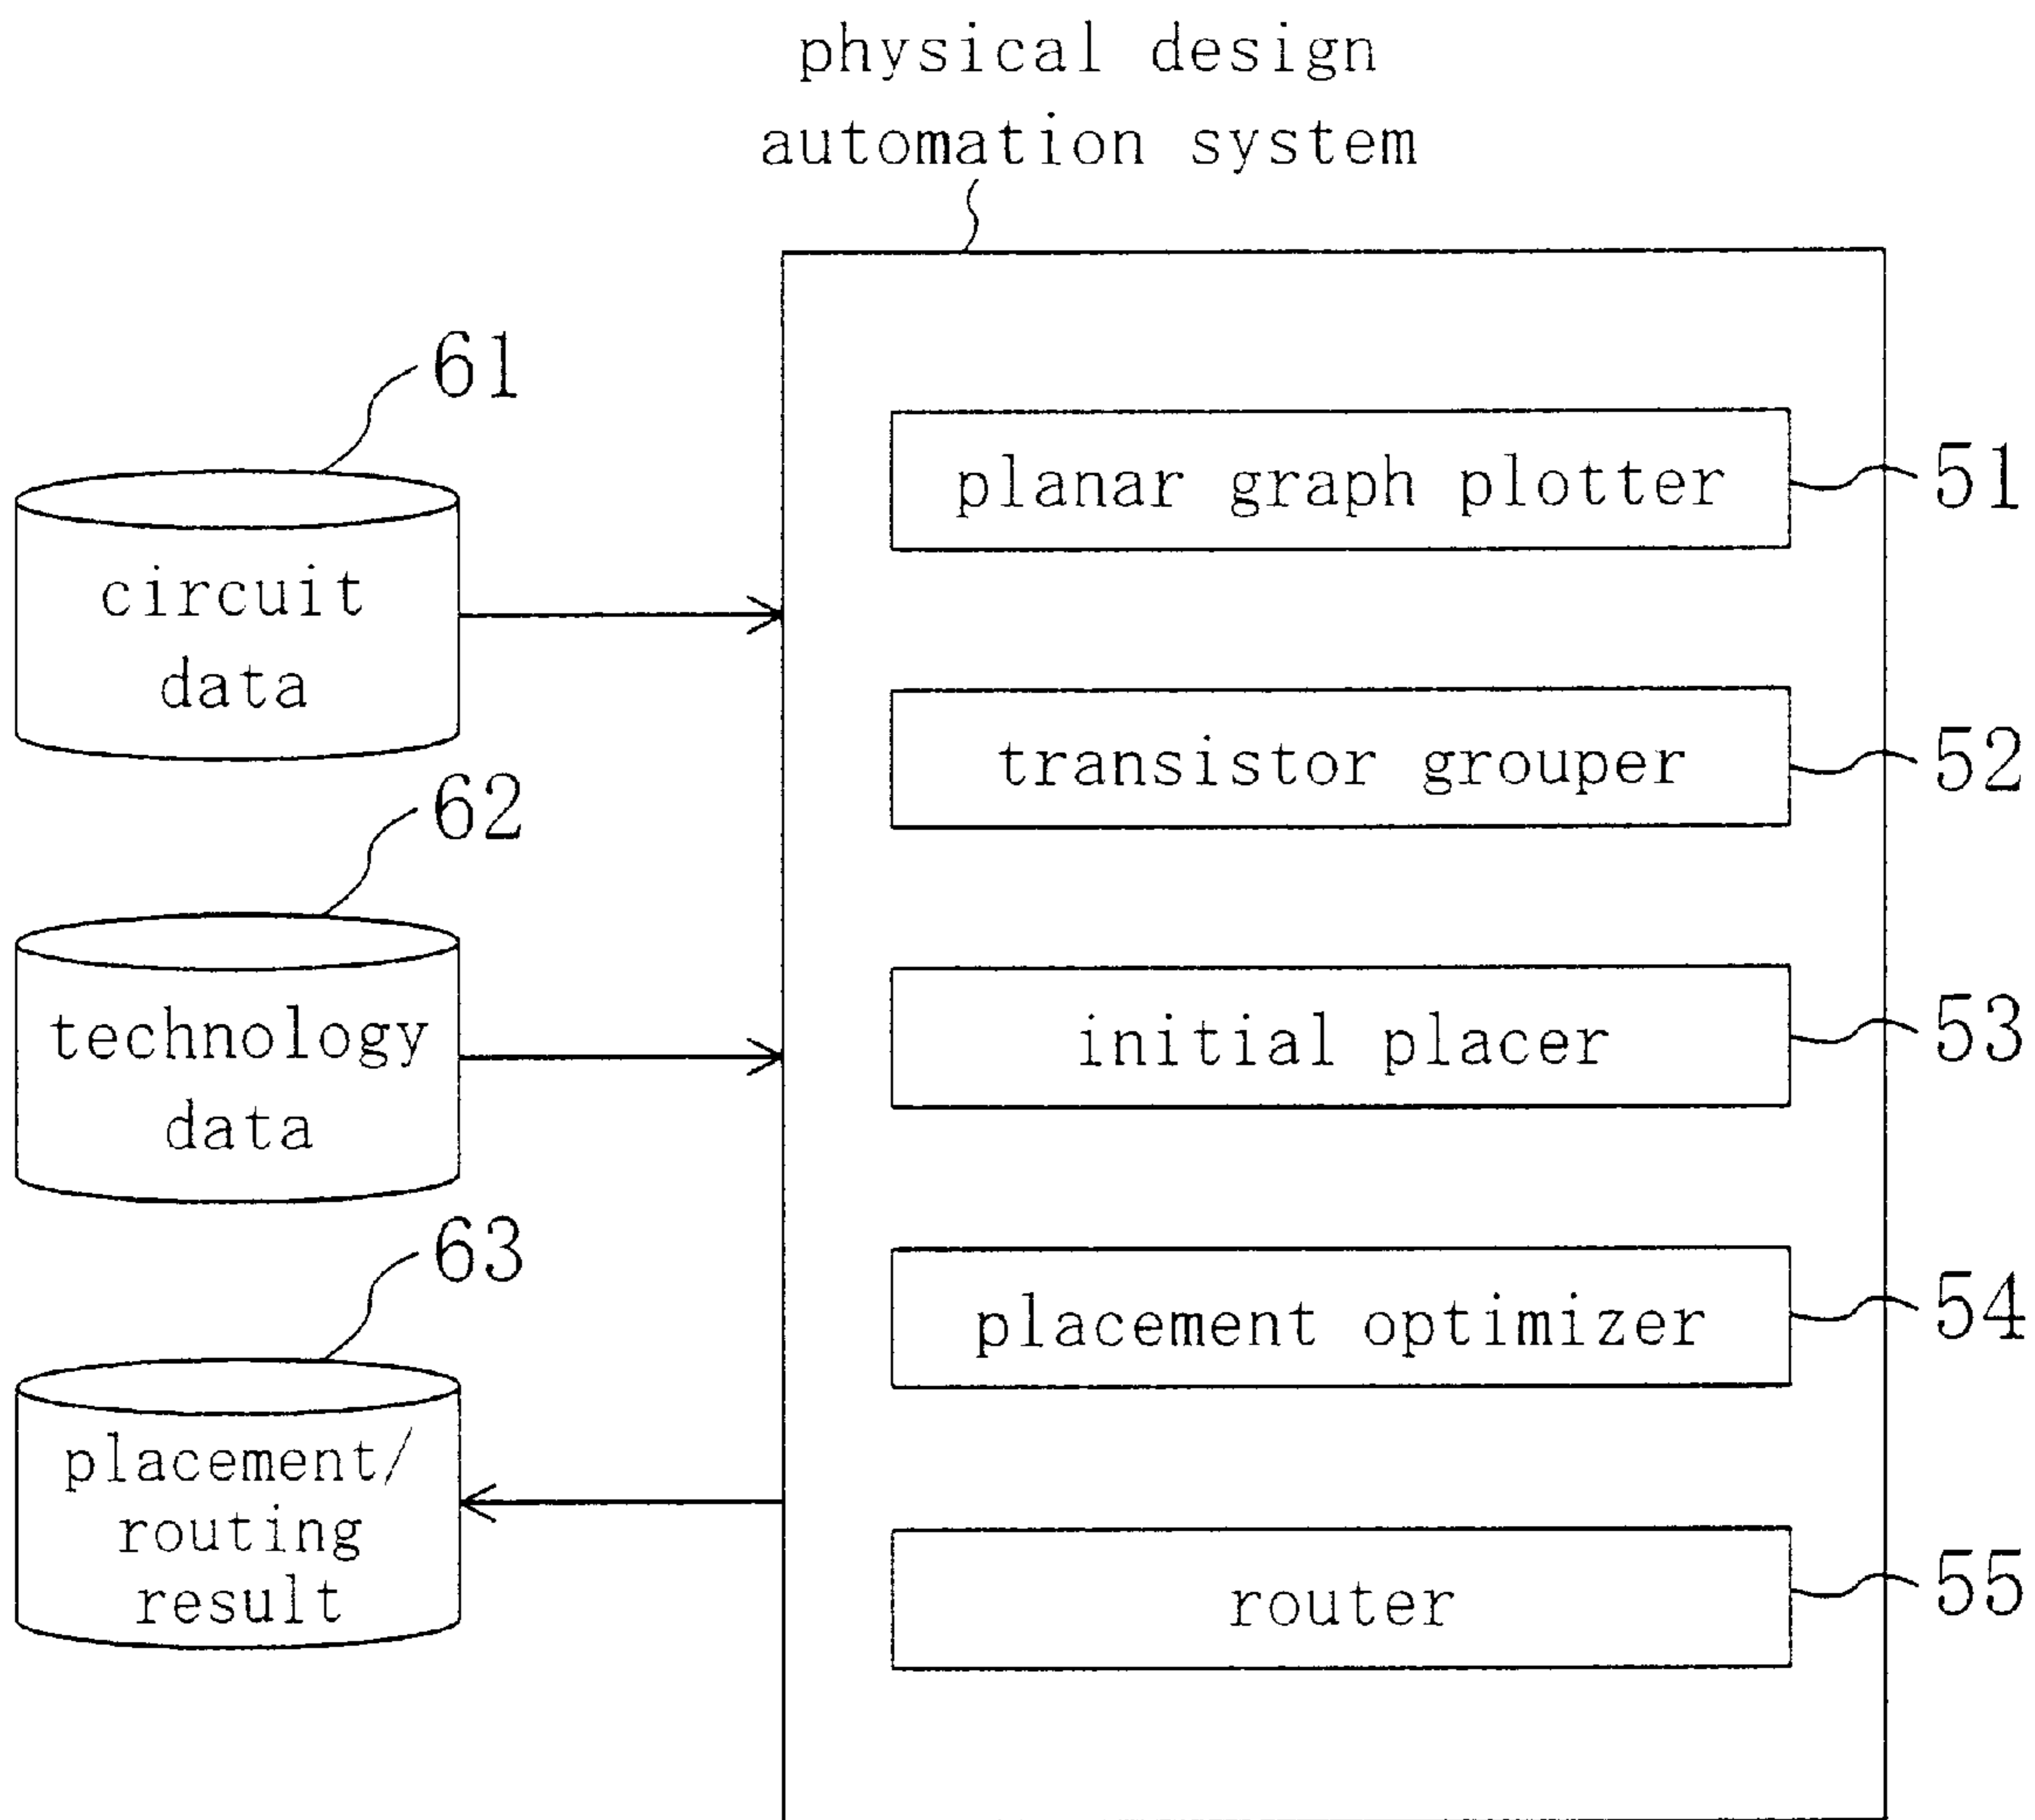 physical design
automation system
61
circuit
data
62
technology
data
63
placement/
routing
result
planar graph plotter
51
transistor grouper
52
initial placer
53
placement optimizer
54
router
55